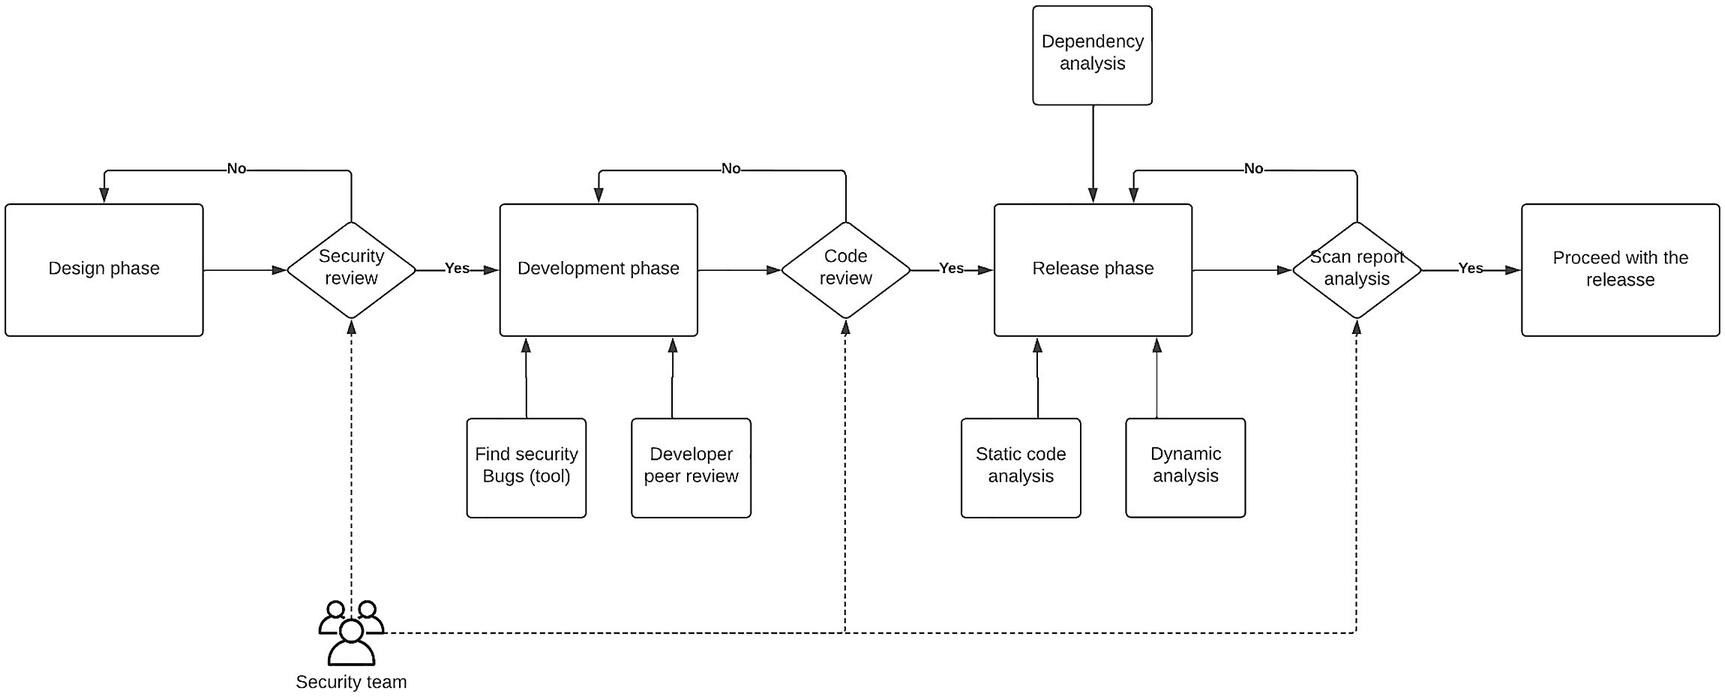 Dependency
analysis
No
No
No
Design phase
Security
review
Yes
Development phase
Code
review
Yes
Release phase
Scan report
analysis
Yes
Proceed with the
releasse
Find security
Bugs (tool)
Developer
peer review
Static code
analysis
Dynamic
analysis
Security team